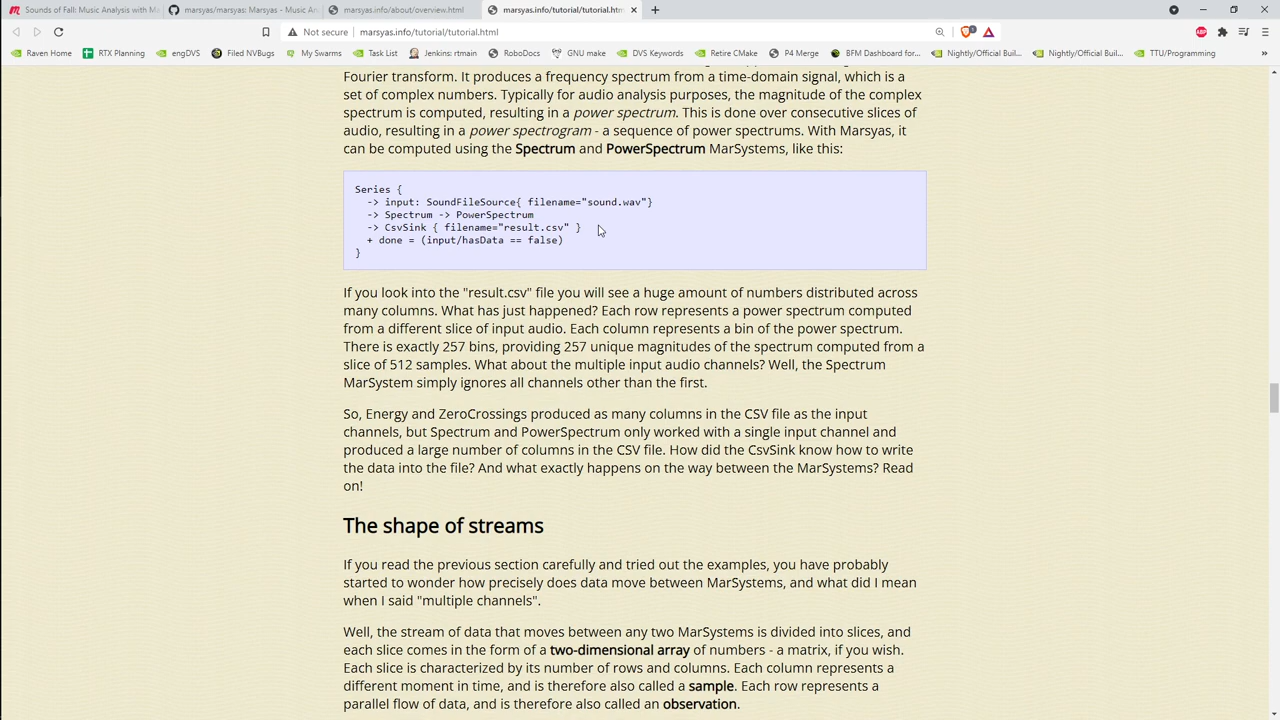 Sounds of Fall: Music Analysis with Ma
marsyas/marsyas: Marsyas - Music An
marsyas.info/about/overview.html
marsyas.info/tutorial/tutorial.htm
Not secure marsyas.info/tutorial/tutorial.html
Raven Home RTX Planning engDVS Filed NVBugs My Swarms Task List Jenkins: rtmain RoboDocs GNU make DVS Keywords Retire CMake P4 Merge BFM Dashboard for... Nightly/Official Buil... Nightly/Official Buil... TTU/Programming
Fourier transform. It produces a frequency spectrum from a time-domain signal, which is a
set of complex numbers. Typically for audio analysis purposes, the magnitude of the complex
spectrum is computed, resulting in a power spectrum. This is done over consecutive slices of
audio, resulting in a power spectrogram - a sequence of power spectrums. With Marsyas, it
can be computed using the Spectrum and PowerSpectrum MarSystems, like this:
Series {
-> input: SoundFileSource{ filename="sound.wav"}
-> Spectrum -> PowerSpectrum
-> CsvSink { filename="result.csv" }
+ done = (input/hasData == false)
}
If you look into the "result.csv" file you will see a huge amount of numbers distributed across
many columns. What has just happened? Each row represents a power spectrum computed
from a different slice of input audio. Each column represents a bin of the power spectrum.
There is exactly 257 bins, providing 257 unique magnitudes of the spectrum computed from a
slice of 512 samples. What about the multiple input audio channels? Well, the Spectrum
MarSystem simply ignores all channels other than the first.
So, Energy and ZeroCrossings produced as many columns in the CSV file as the input
channels, but Spectrum and PowerSpectrum only worked with a single input channel and
produced a large number of columns in the CSV file. How did the CsvSink know how to write
the data into the file? And what exactly happens on the way between the MarSystems? Read
on!
The shape of streams
If you read the previous section carefully and tried out the examples, you have probably
started to wonder how precisely does data move between MarSystems, and what did I mean
when I said "multiple channels".
Well, the stream of data that moves between any two MarSystems is divided into slices, and
each slice comes in the form of a two-dimensional array of numbers - a matrix, if you wish.
Each slice is characterized by its number of rows and columns. Each column represents a
different moment in time, and is therefore also called a sample. Each row represents a
parallel flow of data, and is therefore also called an observation.